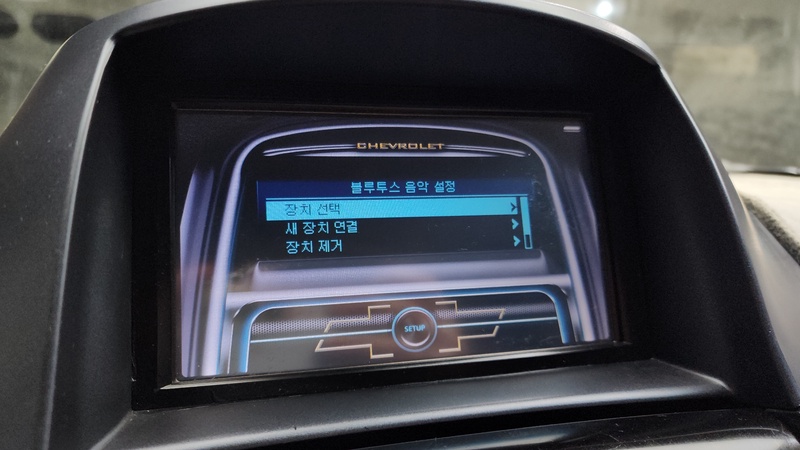 CHEVROLET
블루투스 음악 설정
장치 선택
새 장치 연결
장치 제거
SETUP